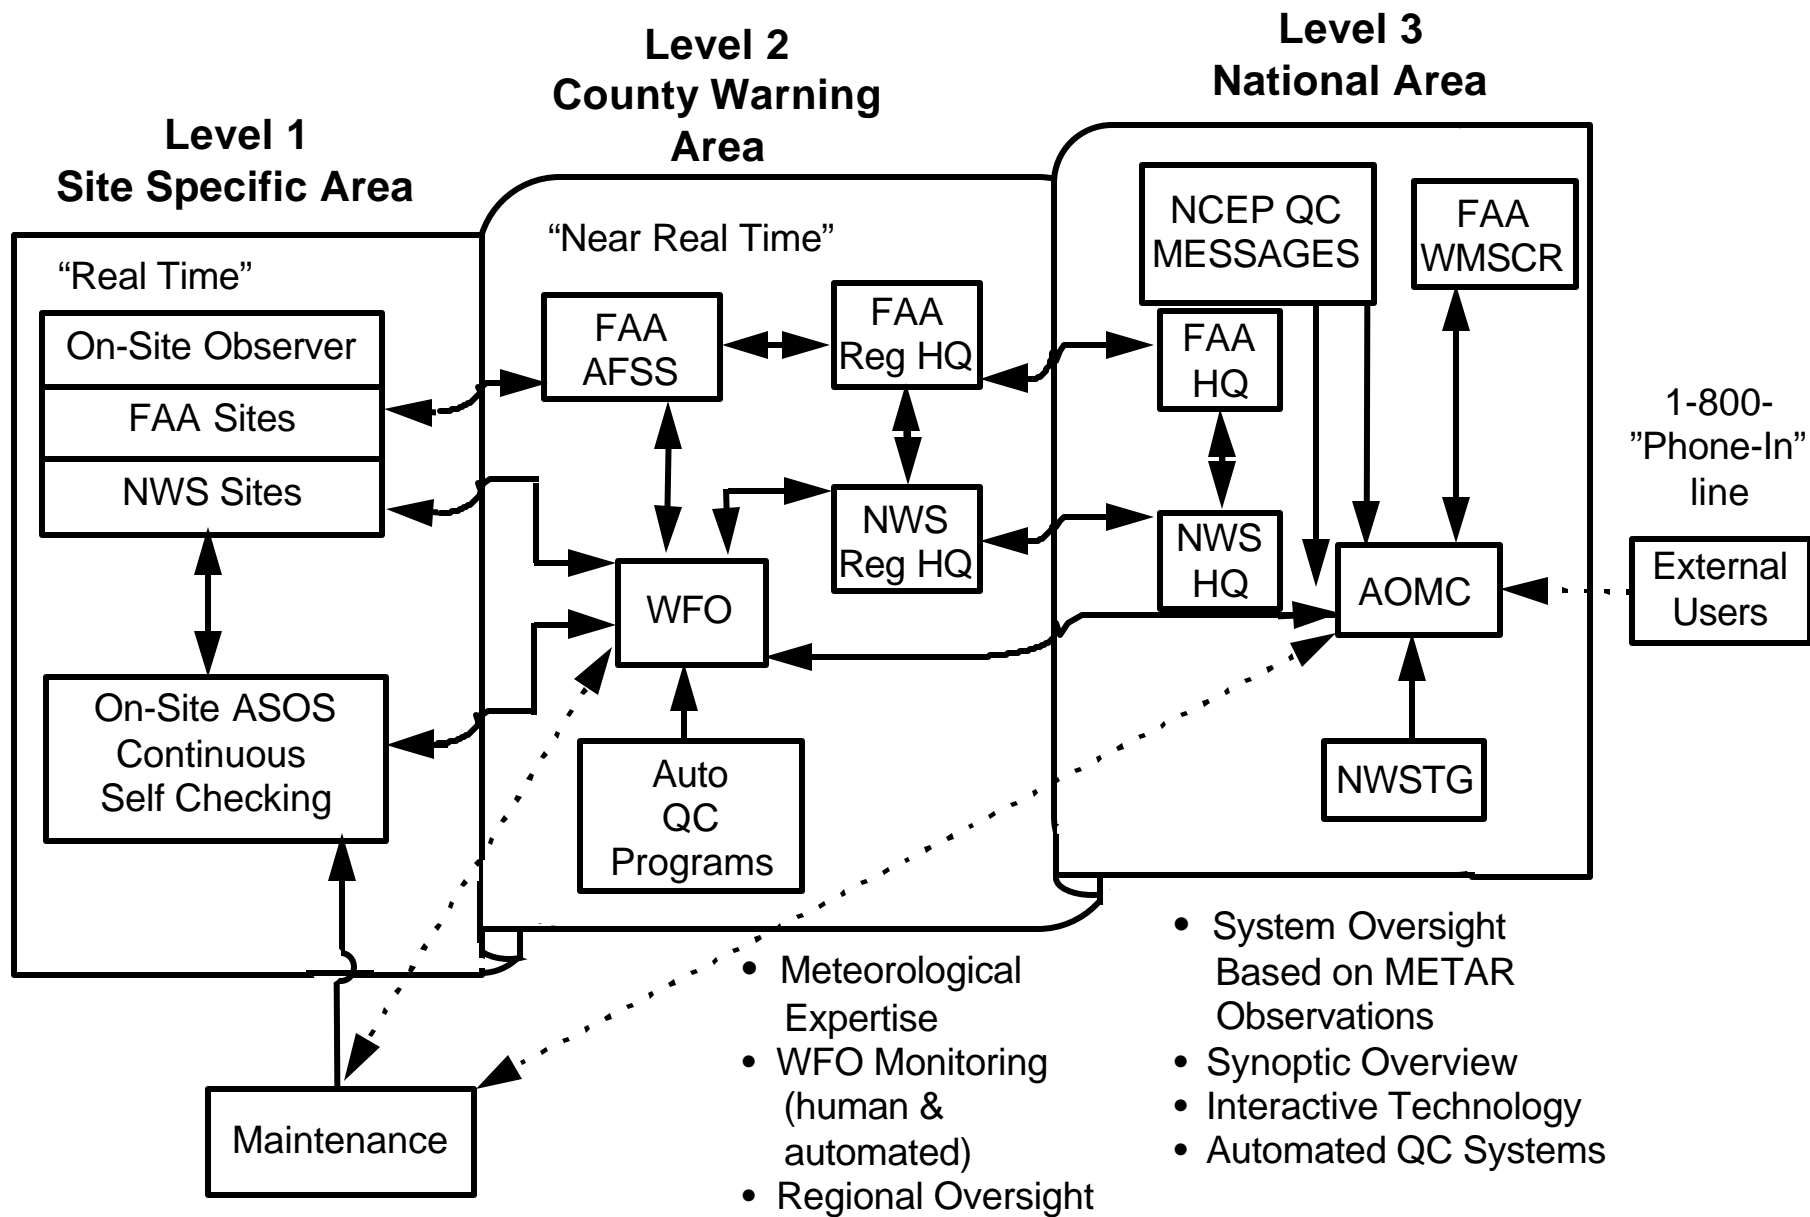 Level 1
Site Specific Area
Level 2
County Warning
Area
Level 3
National Area
“Real Time”
On-Site Observer
FAA Sites
NWS Sites
On-Site ASOS
Continuous
Self Checking
“Near Real Time”
FAA
AFSS
FAA
Reg HQ
NWS
Reg HQ
WFO
Auto
QC
Programs
NCEP QC
MESSAGES
FAA
WMSCR
FAA
HQ
NWS
HQ
AOMC
NWSTG
1-800-
”Phone-In”
line
External
Users
Maintenance
• Meteorological
Expertise
• WFO Monitoring
(human &
automated)
• Regional Oversight
• System Oversight
Based on METAR
Observations
• Synoptic Overview
• Interactive Technology
• Automated QC Systems